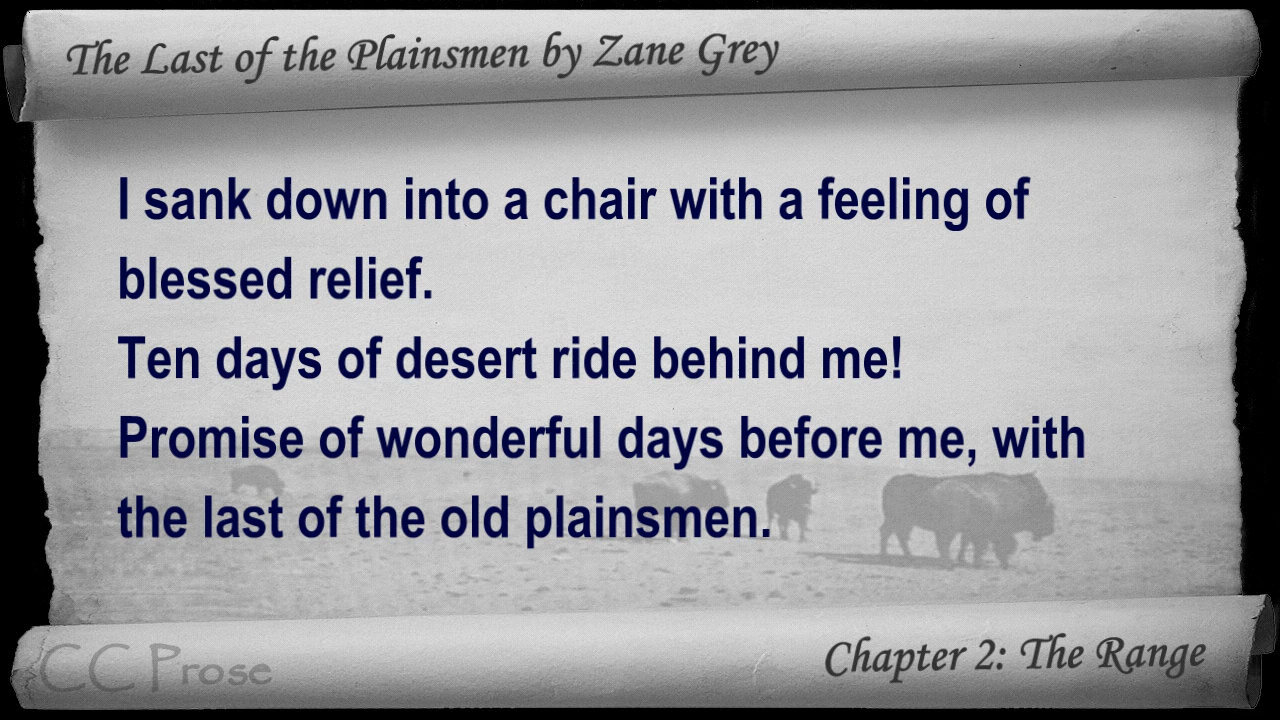 The Last of the Plainsmen by Zane Grey
I sank down into a chair with a feeling of
blessed relief.
Ten days of desert ride behind me!
Promise of wonderful days before me, with
the last of the old plainsmen.
CC Prose
Chapter 2: The Range